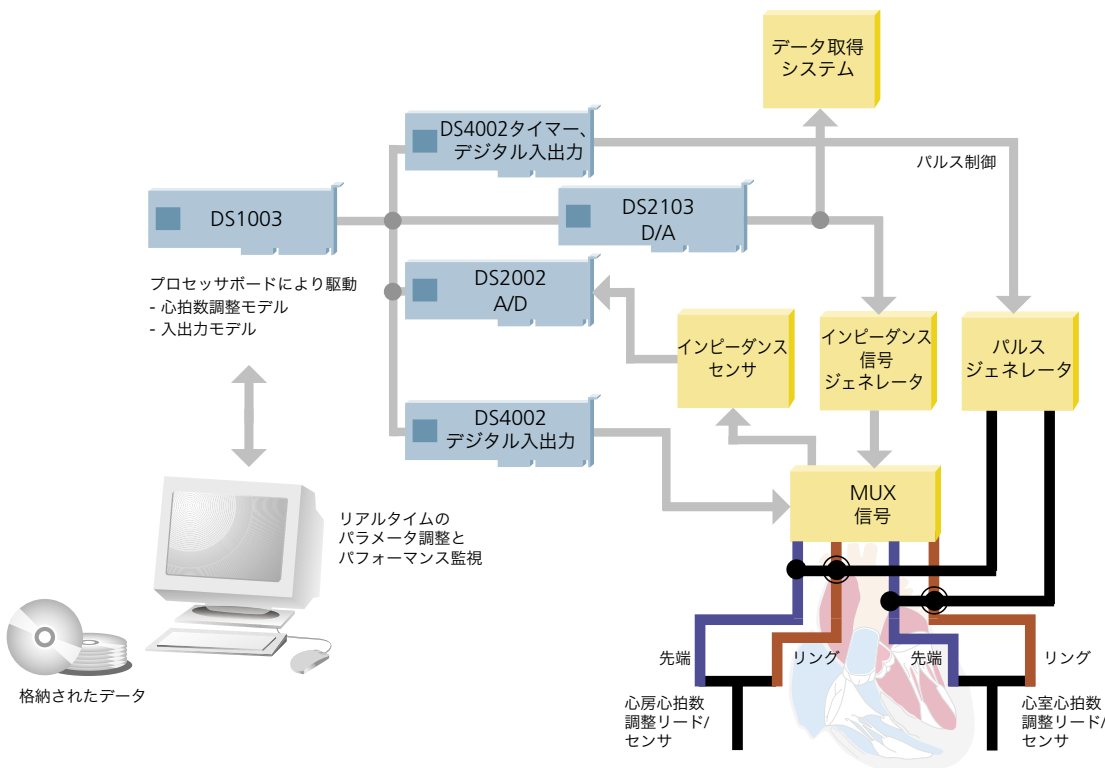 データ取得
システム
DS4002タイマー、
デジタル入出力
パルス制御
DS1003
DS2103
D/A
プロセッサボードにより駆動
- 心拍数調整モデル
- 入出力モデル
DS2002
A/D
インピーダンス
センサ
インピーダンス
信号
ジェネレータ
パルス
ジェネレータ
DS4002
デジタル入出力
MUX
信号
リアルタイムの
パラメータ調整と
パフォーマンス監視
格納されたデータ
先端
リング
先端
リング
心房心拍数
調整リード/
センサ
心室心拍数
調整リード/
センサ